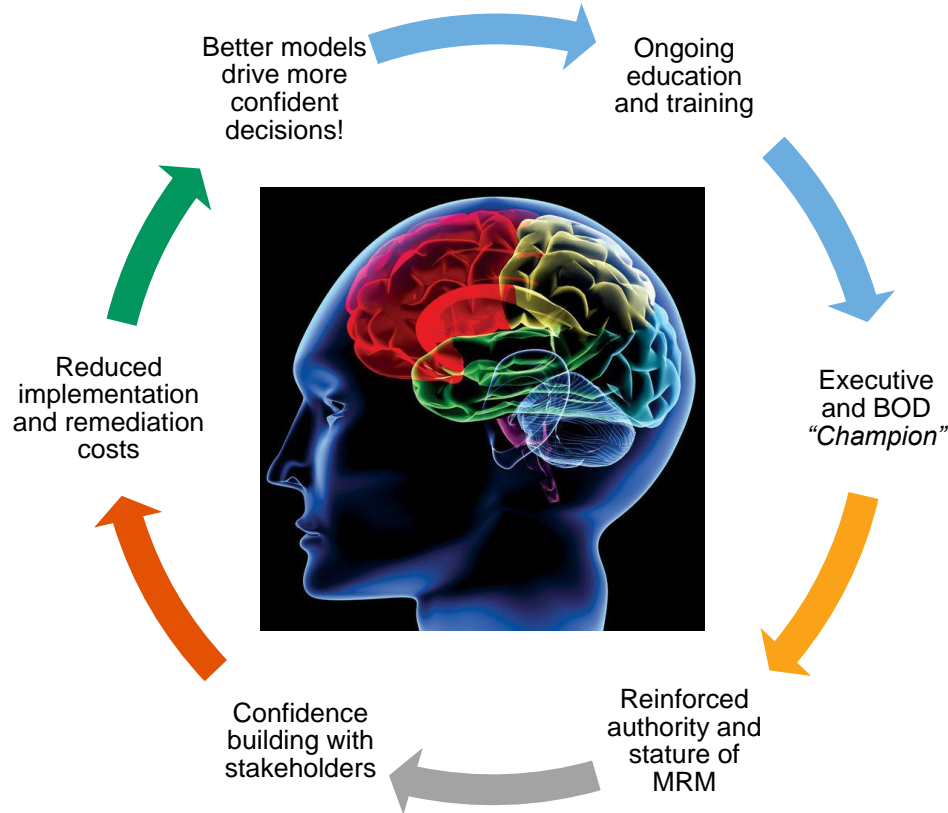 Better models
drive more
confident
decisions!
Ongoing
education
and training
Executive
and BOD
“Champion”
Reinforced
authority and
stature of
MRM
Confidence
building with
stakeholders
Reduced
implementation
and remediation
costs